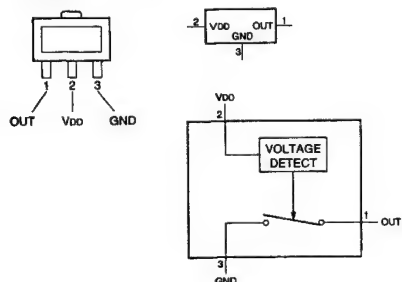 1 2 3
OUT VDD GND
2 VDD OUT 1
GND
3
VDD
2
VOLTAGE
DETECT
1 OUT
3
GND